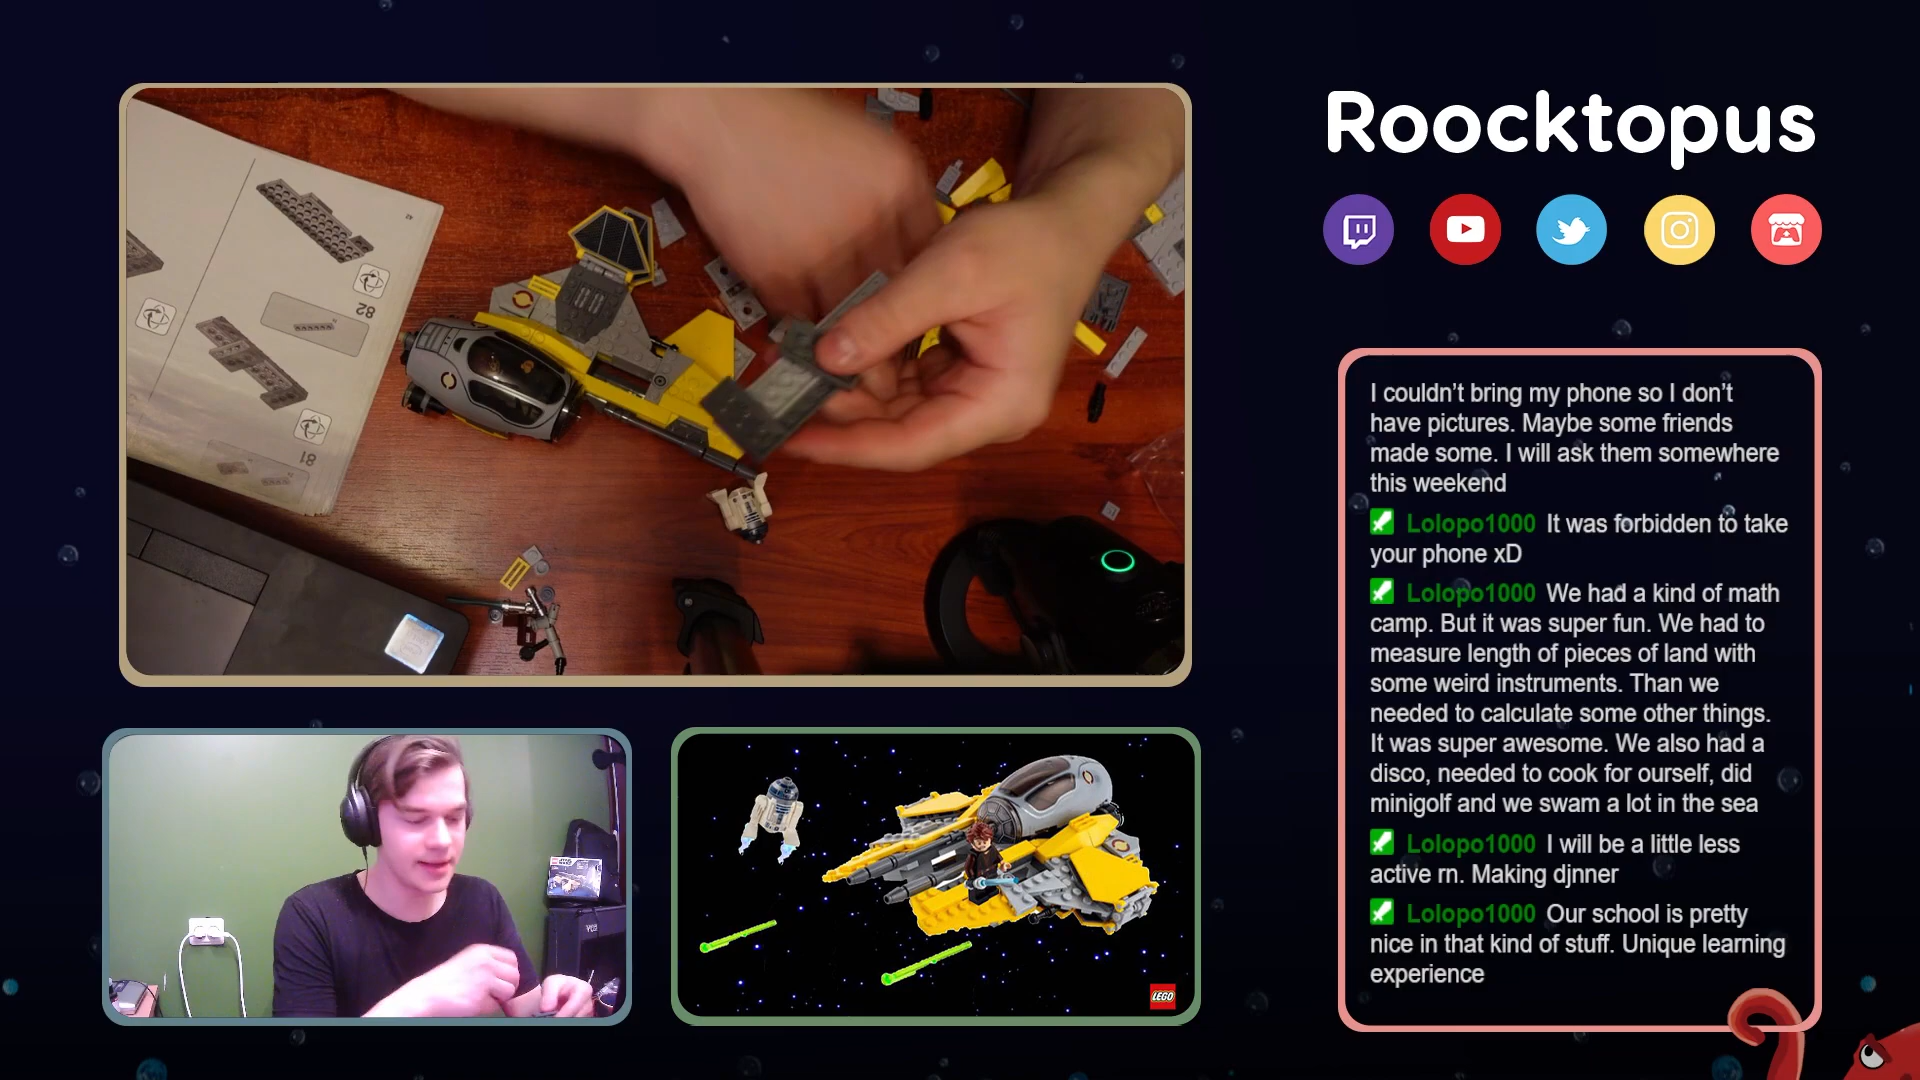 Roocktopus
82
81
I couldn't bring my phone so I don't
have pictures. Maybe some friends
made some. I will ask them somewhere
this weekend
Lolopo1000 It was forbidden to take
your phone xD
Lolopo1000 We had a kind of math
camp. But it was super fun. We had to
measure length of pieces of land with
some weird instruments. Than we
needed to calculate some other things.
It was super awesome. We also had a
disco, needed to cook for ourself, did
minigolf and we swam a lot in the sea
Lolopo1000 I will be a little less
active rn. Making djnner
Lolopo1000 Our school is pretty
nice in that kind of stuff. Unique learning
experience
LEGO